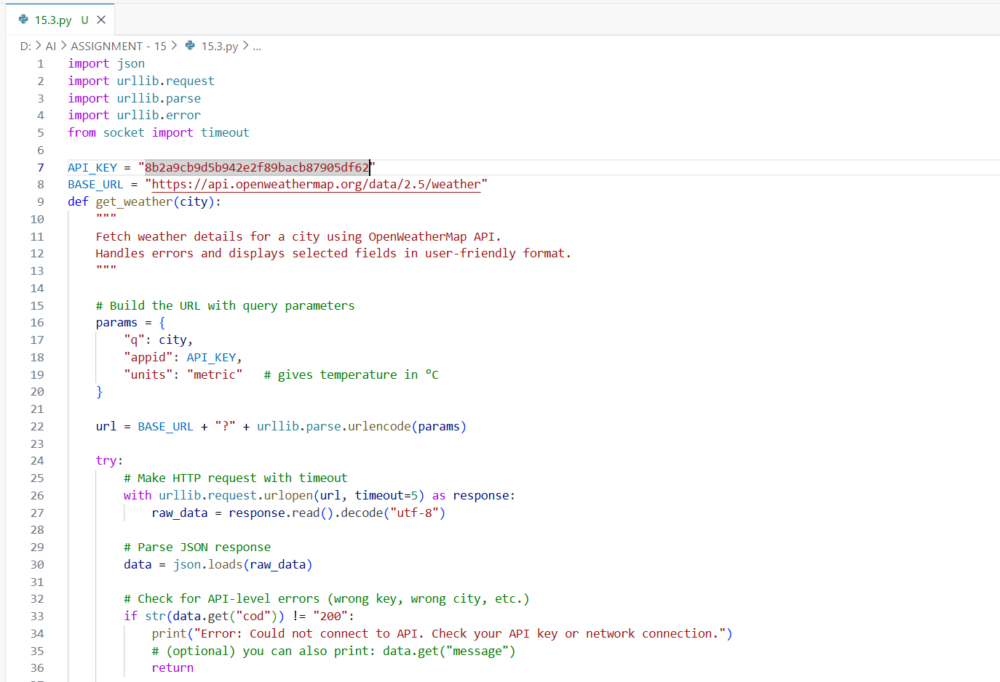 15.3.py U
D: > AI > ASSIGNMENT - 15 > 15.3.py > ...
1 import json
2 import urllib.request
3 import urllib.parse
4 import urllib.error
5 from socket import timeout
6
7 API_KEY = "8b2a9cb9d5b942e2f89bacb87905df62"
8 BASE_URL = "https://api.openweathermap.org/data/2.5/weather"
9 def get_weather(city):
10     """
11     Fetch weather details for a city using OpenWeatherMap API.
12     Handles errors and displays selected fields in user-friendly format.
13     """
14
15     # Build the URL with query parameters
16     params = {
17         "q": city,
18         "appid": API_KEY,
19         "units": "metric"   # gives temperature in °C
20     }
21
22     url = BASE_URL + "?" + urllib.parse.urlencode(params)
23
24     try:
25         # Make HTTP request with timeout
26         with urllib.request.urlopen(url, timeout=5) as response:
27             raw_data = response.read().decode("utf-8")
28
29         # Parse JSON response
30         data = json.loads(raw_data)
31
32         # Check for API-level errors (wrong key, wrong city, etc.)
33         if str(data.get("cod")) != "200":
34             print("Error: Could not connect to API. Check your API key or network connection.")
35             # (optional) you can also print: data.get("message")
36             return